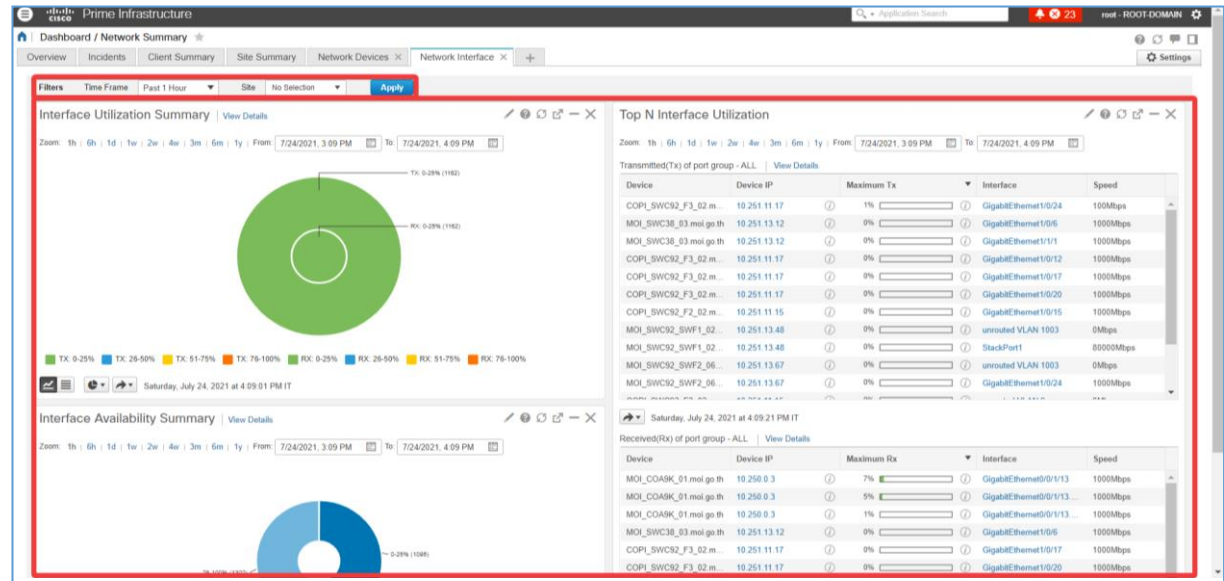 cisco Prime Infrastructure
Application Search
23
root - ROOT-DOMAIN
Dashboard / Network Summary
Overview Incidents Client Summary Site Summary Network Devices Network Interface
Settings
Filters Time Frame Past 1 Hour Site No Selection Apply
Interface Utilization Summary View Details
Zoom: 1h | 6h | 1d | 1w | 2w | 4w | 3m | 6m | 1y | From: 7/24/2021, 3:09 PM To: 7/24/2021, 4:09 PM
TX: 0-25% (1162)
RX: 0-25% (1162)
TX: 0-25% TX: 26-50% TX: 51-75% TX: 76-100% RX: 0-25% RX: 26-50% RX: 51-75% RX: 76-100%
Saturday, July 24, 2021 at 4:09:01 PM IT
Interface Availability Summary View Details
Zoom: 1h | 6h | 1d | 1w | 2w | 4w | 3m | 6m | 1y | From: 7/24/2021, 3:09 PM To: 7/24/2021, 4:09 PM
0-25% (1098)
Top N Interface Utilization
Zoom: 1h | 6h | 1d | 1w | 2w | 4w | 3m | 6m | 1y | From: 7/24/2021, 3:09 PM To: 7/24/2021, 4:09 PM
Transmitted(Tx) of port group - ALL | View Details
Device Device IP Maximum Tx Interface Speed
COPI_SWC92_F3_02.m... 10.251.11.17 1% GigabitEthernet1/0/24 100Mbps
MOI_SWC38_03.moi.go.th 10.251.13.12 0% GigabitEthernet1/0/6 1000Mbps
MOI_SWC38_03.moi.go.th 10.251.13.12 0% GigabitEthernet1/1/1 1000Mbps
COPI_SWC92_F3_02.m... 10.251.11.17 0% GigabitEthernet1/0/12 1000Mbps
COPI_SWC92_F3_02.m... 10.251.11.17 0% GigabitEthernet1/0/17 1000Mbps
COPI_SWC92_F3_02.m... 10.251.11.17 0% GigabitEthernet1/0/20 1000Mbps
COPI_SWC92_F2_02.m... 10.251.11.15 0% GigabitEthernet1/0/15 1000Mbps
MOI_SWC92_SWF1_02... 10.251.13.48 0% unrouted VLAN 1003 0Mbps
MOI_SWC92_SWF1_02... 10.251.13.48 0% StackPort1 80000Mbps
MOI_SWC92_SWF2_06... 10.251.13.67 0% unrouted VLAN 1003 0Mbps
MOI_SWC92_SWF2_06... 10.251.13.67 0% GigabitEthernet1/0/24 1000Mbps
Saturday, July 24, 2021 at 4:09:21 PM IT
Received(Rx) of port group - ALL | View Details
Device Device IP Maximum Rx Interface Speed
MOI_COA9K_01.moi.go.th 10.250.0.3 7% GigabitEthernet0/0/1/13 1000Mbps
MOI_COA9K_01.moi.go.th 10.250.0.3 5% GigabitEthernet0/0/1/13.... 1000Mbps
MOI_COA9K_01.moi.go.th 10.250.0.3 1% GigabitEthernet0/0/1/13.... 1000Mbps
MOI_SWC38_03.moi.go.th 10.251.13.12 0% GigabitEthernet1/0/6 1000Mbps
COPI_SWC92_F3_02.m... 10.251.11.17 0% GigabitEthernet1/0/17 1000Mbps
COPI_SWC92_F3_02.m... 10.251.11.17 0% GigabitEthernet1/0/20 1000Mbps